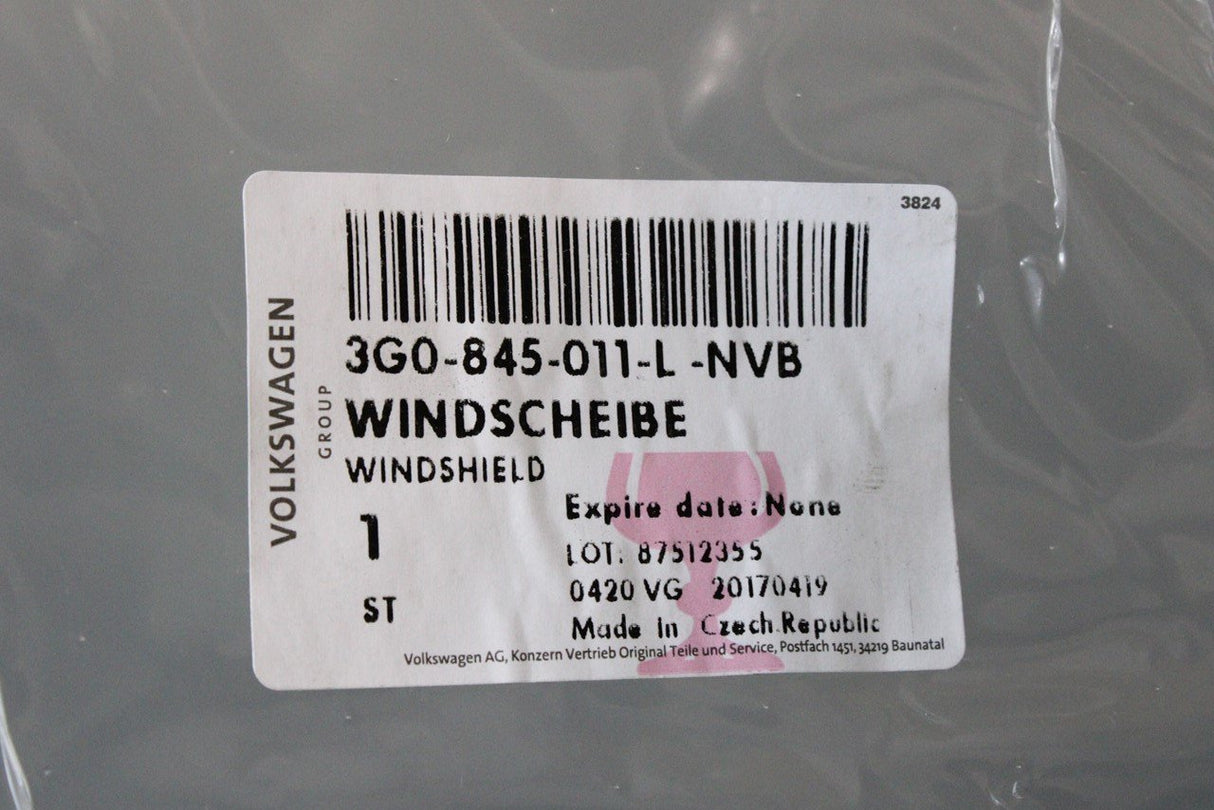 3824
VOLKSWAGEN
GROUP
3G0-845-011-L -NVB
WINDSCHEIBE
WINDSHIELD
1
ST
Expire date: None
LOT: 87512355
0420 VG 20170419
Made In Czech Republic
Volkswagen AG, Konzern Vertrieb Original Teile und Service, Postfach 1451, 34219 Baunatal